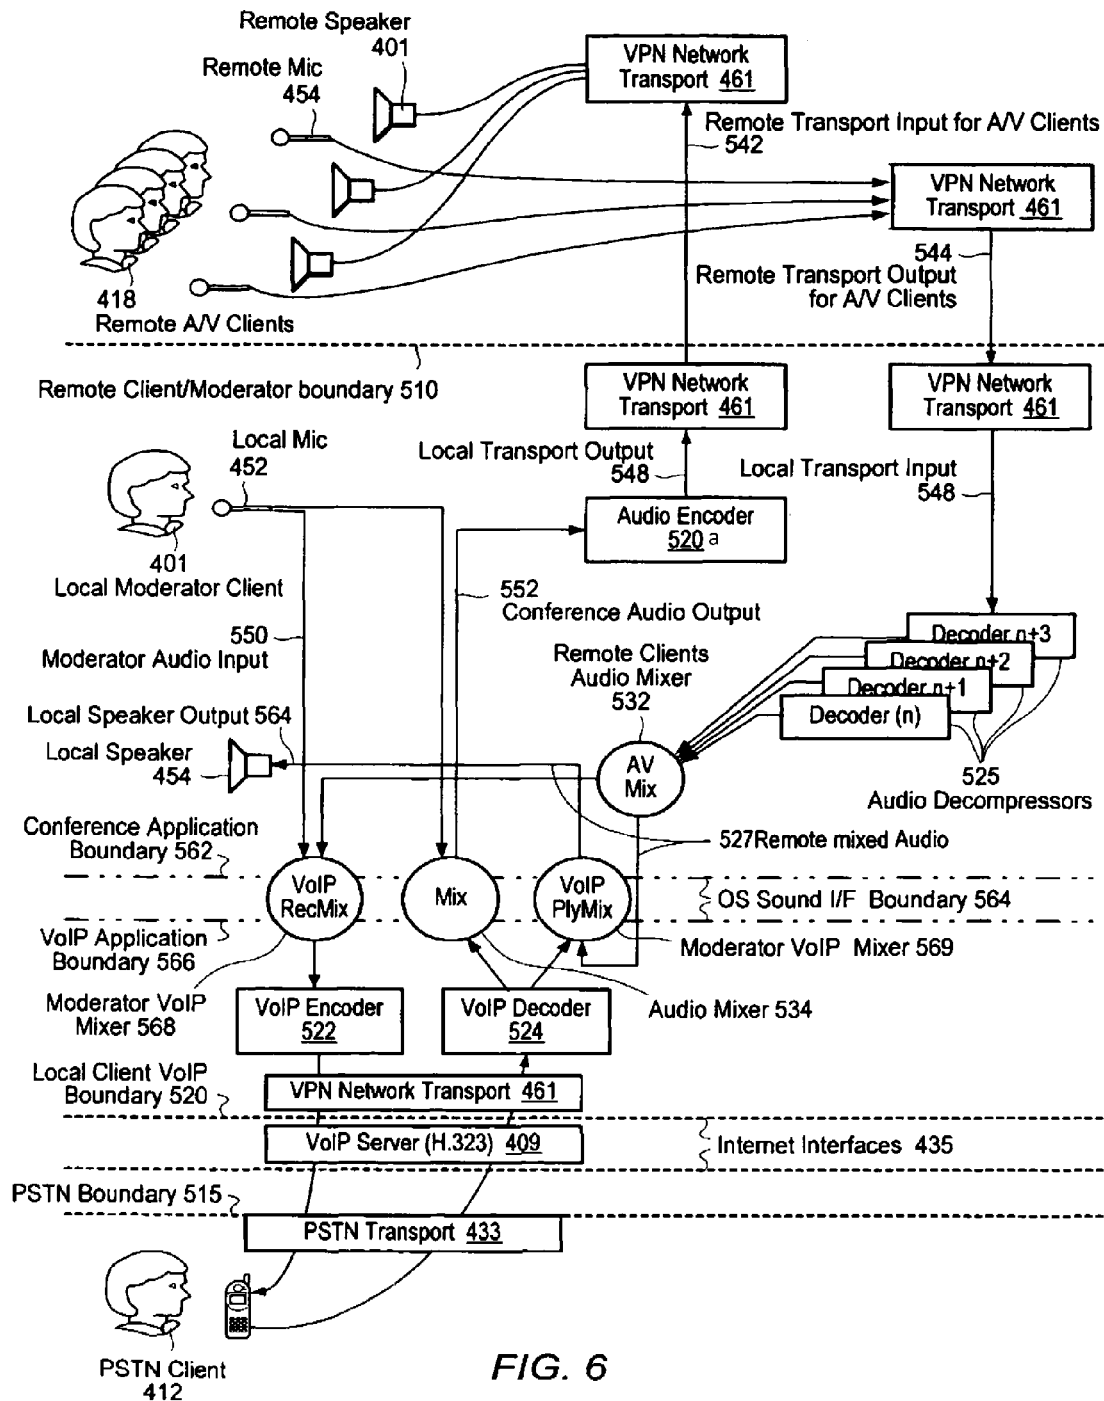 Remote Speaker
401
Remote Mic
454
VPN Network
Transport 461
Remote Transport Input for A/V Clients
542
VPN Network
Transport 461
544
Remote Transport Output
for A/V Clients
418
Remote A/V Clients
Remote Client/Moderator boundary 510
VPN Network
Transport 461
VPN Network
Transport 461
Local Mic
452
Local Transport Output
548
Local Transport Input
548
Audio Encoder
520 a
401
Local Moderator Client
552
Conference Audio Output
550
Moderator Audio Input
Decoder n+3
Decoder n+2
Decoder n+1
Decoder (n)
Remote Clients
Audio Mixer
532
Local Speaker Output 564
Local Speaker
454
AV
Mix
525
Audio Decompressors
Conference Application
Boundary 562
527Remote mixed Audio
VoIP
RecMix
Mix
VoIP
PlyMix
OS Sound I/F Boundary 564
VoIP Application
Boundary 566
Moderator VoIP Mixer 569
Moderator VoIP
Mixer 568
VoIP Encoder
522
VoIP Decoder
524
Audio Mixer 534
Local Client VoIP
Boundary 520
VPN Network Transport 461
VoIP Server (H.323) 409
Internet Interfaces 435
PSTN Boundary 515
PSTN Transport 433
PSTN Client
412
FIG. 6